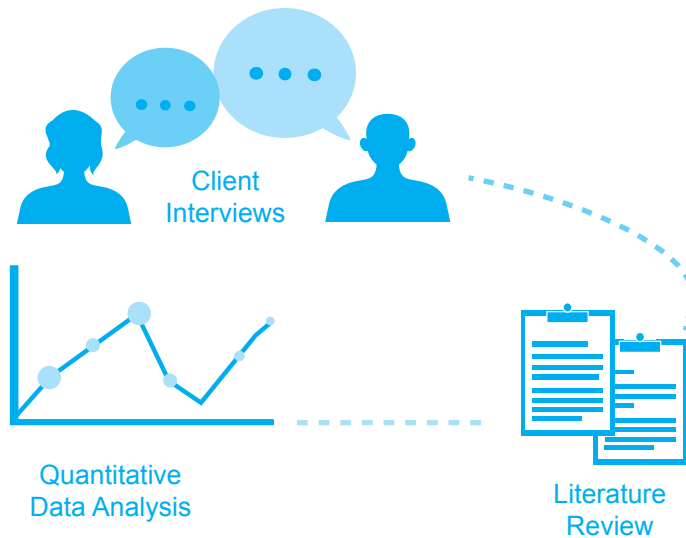 Client
Interviews
Quantitative
Data Analysis
Literature
Review